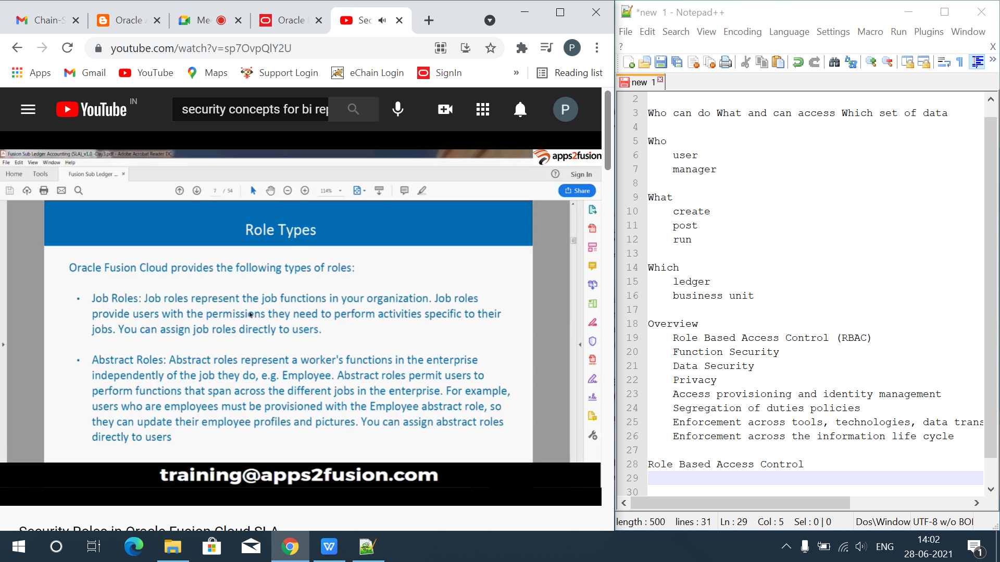 Chain-S
Oracle
Me
Oracle
Sec
youtube.com/watch?v=sp7OvpQlY2U
P
Apps
Gmail
YouTube
Maps
Support Login
eChain Login
SignIn
»
Reading list
YouTube IN
security concepts for bi rep
P
Fusion Sub Ledger Accounting (SLA)_v1.0 -Day3.pdf - Adobe Acrobat Reader DC
apps2fusion
File Edit View Window Help
Home Tools Fusion Sub Ledger ... × Sign In
7 / 54 114% Share
Role Types
Oracle Fusion Cloud provides the following types of roles:
• Job Roles: Job roles represent the job functions in your organization. Job roles
provide users with the permissions they need to perform activities specific to their
jobs. You can assign job roles directly to users.
• Abstract Roles: Abstract roles represent a worker's functions in the enterprise
independently of the job they do, e.g. Employee. Abstract roles permit users to
perform functions that span across the different jobs in the enterprise. For example,
users who are employees must be provisioned with the Employee abstract role, so
they can update their employee profiles and pictures. You can assign abstract roles
directly to users
training@apps2fusion.com
Security Roles in Oracle Fusion Cloud SLA
*new 1 - Notepad++
File Edit Search View Encoding Language Settings Macro Run Plugins Window
? X
new 1
2
3 Who can do What and can access Which set of data
4
5 Who
6 user
7 manager
8
9 What
10 create
11 post
12 run
13
14 Which
15 ledger
16 business unit
17
18 Overview
19 Role Based Access Control (RBAC)
20 Function Security
21 Data Security
22 Privacy
23 Access provisioning and identity management
24 Segregation of duties policies
25 Enforcement across tools, technologies, data trans
26 Enforcement across the information life cycle
27
28 Role Based Access Control
29
30
length : 500 lines : 31 Ln : 29 Col : 5 Sel : 0 | 0 Dos\Window UTF-8 w/o BO
W
ENG
14:02
28-06-2021
1